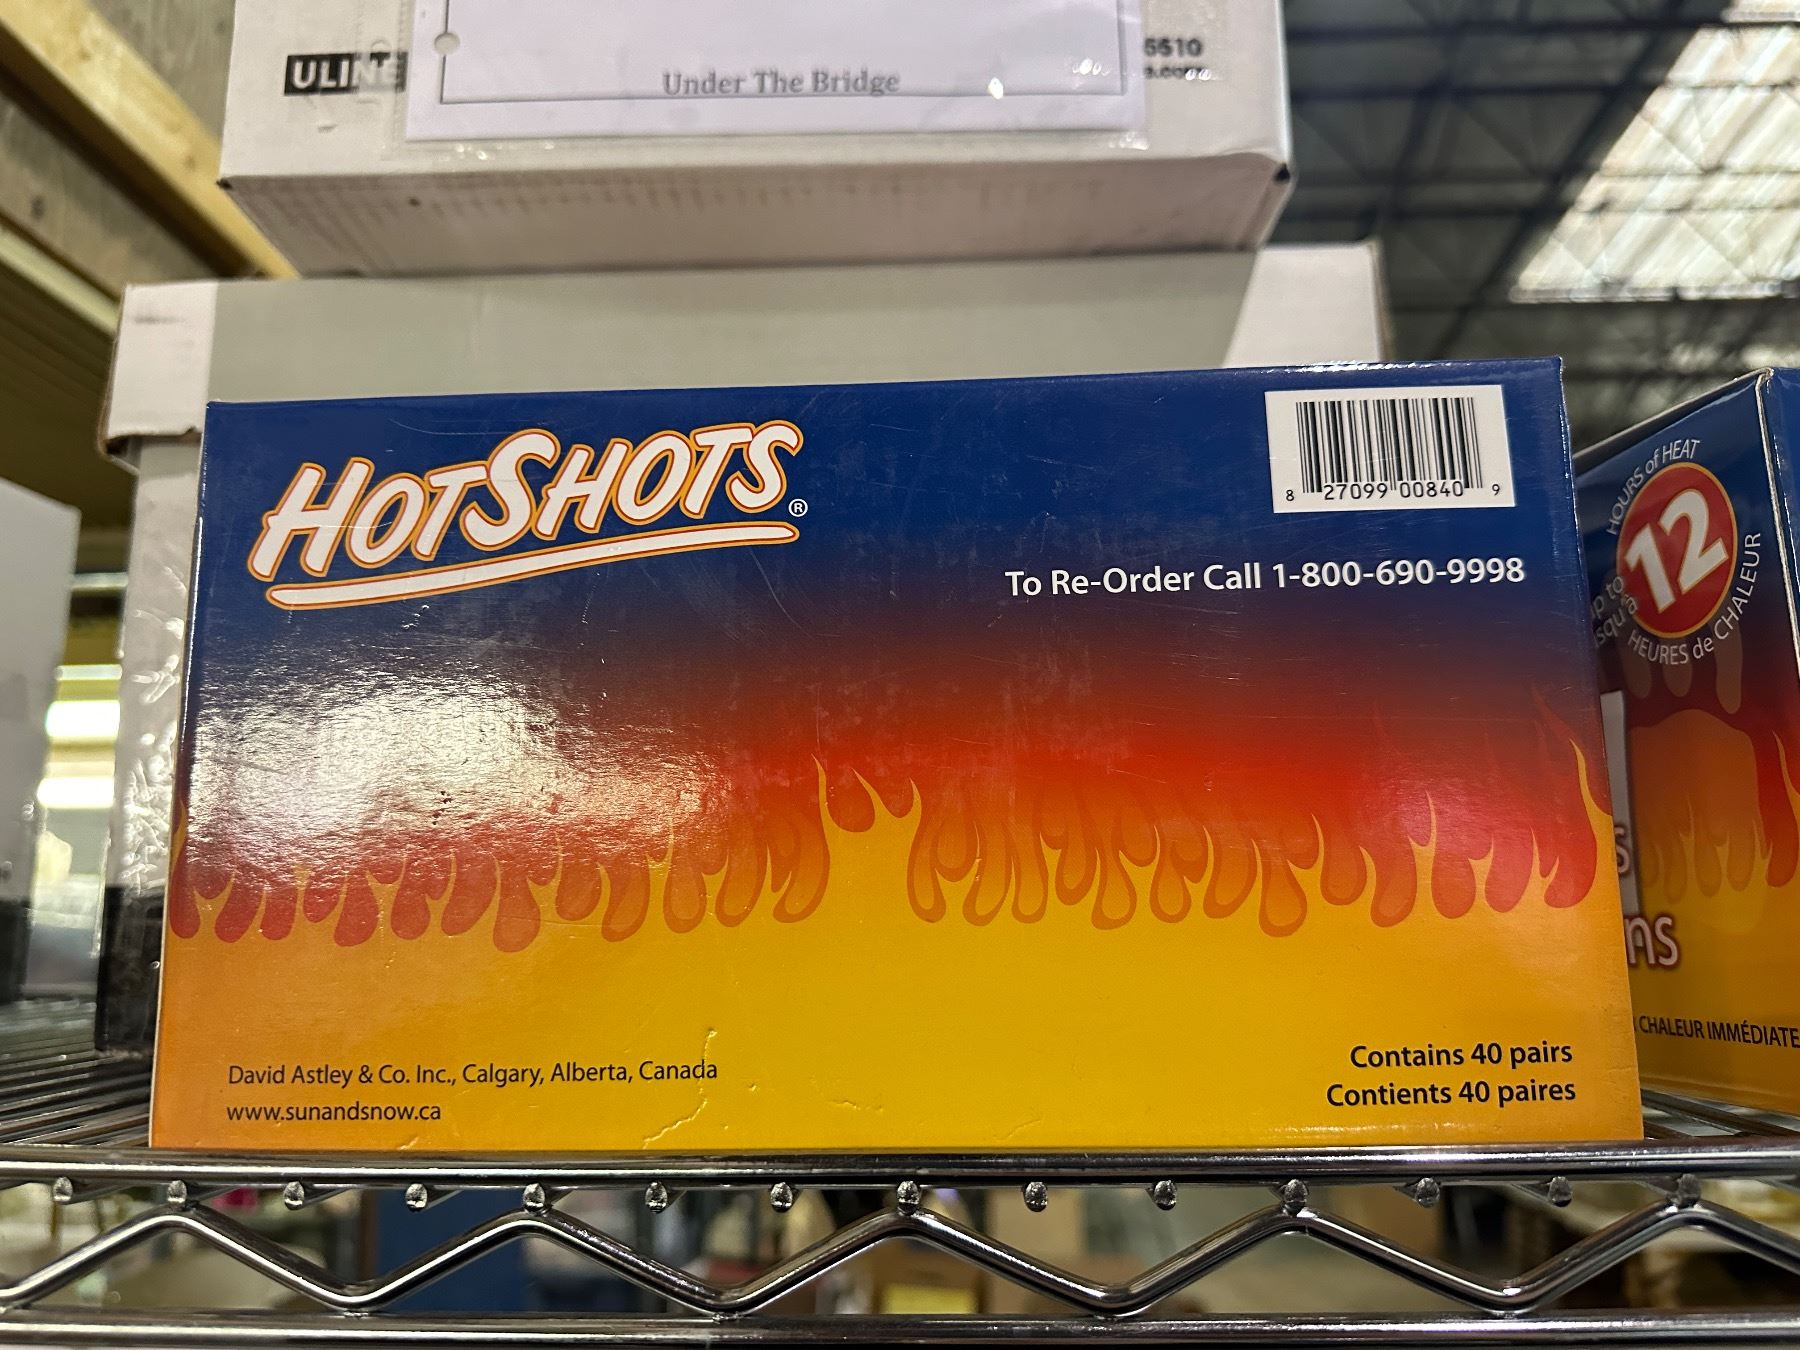 ULINE
5510
Under The Bridge
HOTSHOTS®
8 27099 00840 9
To Re-Order Call 1-800-690-9998
David Astley & Co. Inc., Calgary, Alberta, Canada
www.sunandsnow.ca
Contains 40 pairs
Contients 40 paires
HOURS of HEAT
12
HEURES de CHALEUR
CHALEUR IMMÉDIATE